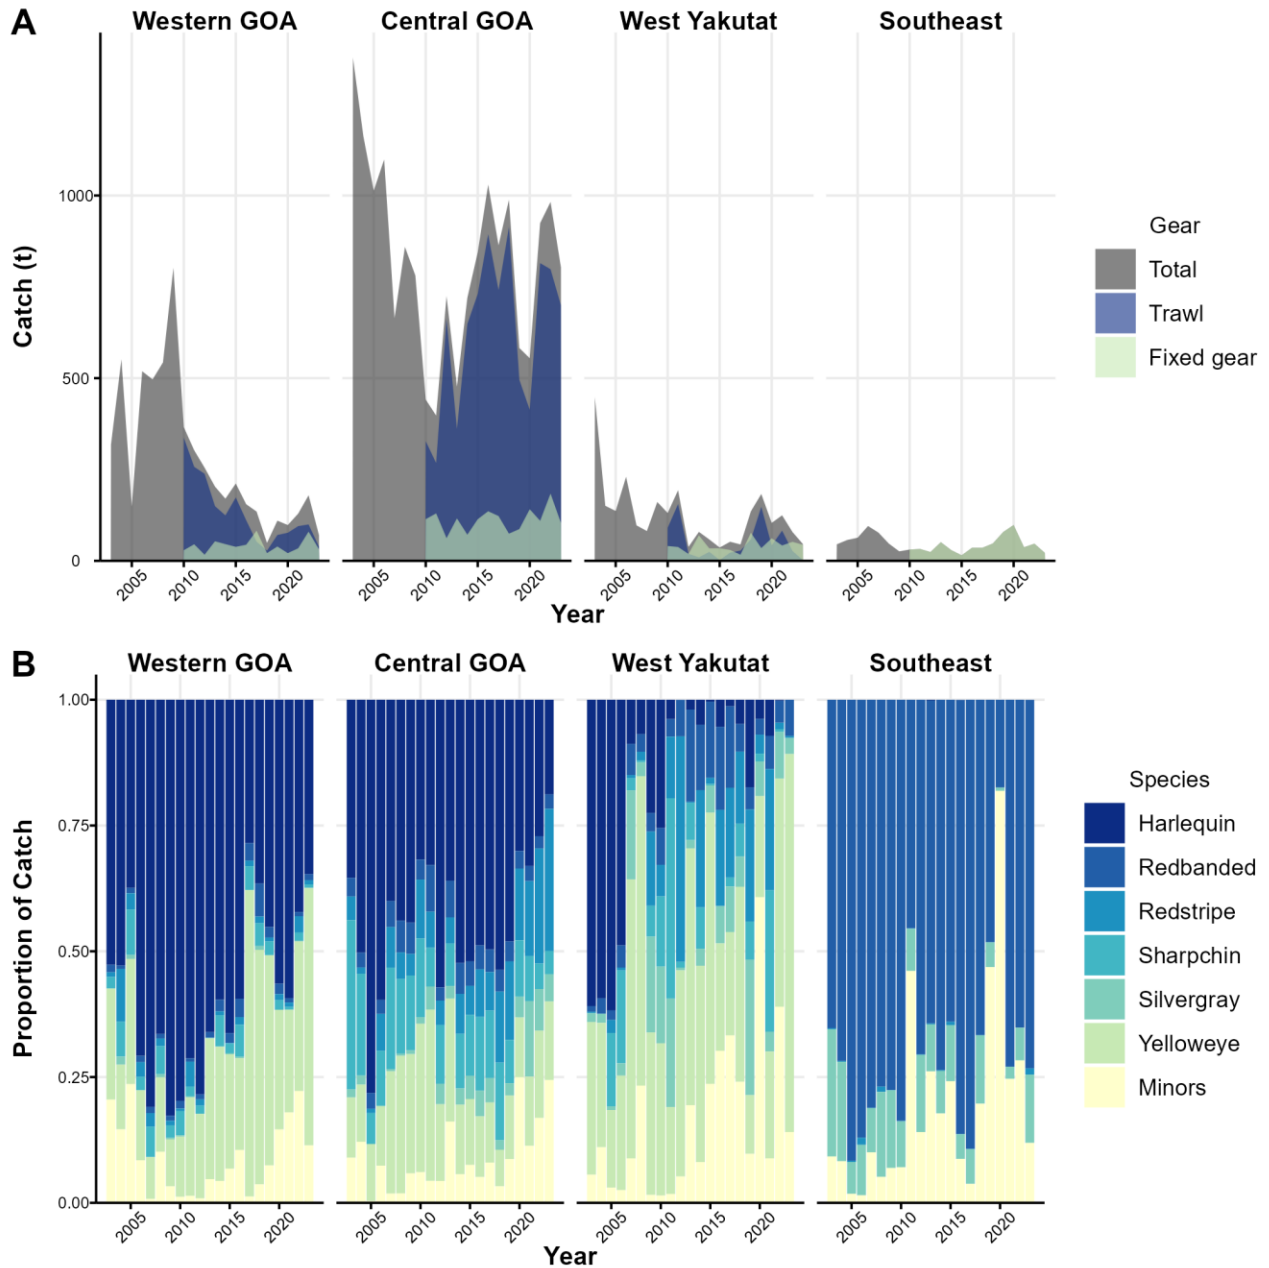 A
Western GOA Central GOA West Yakutat Southeast
Catch (t)
1000
500
0
2005 2010 2015 2020 2005 2010 2015 2020 2005 2010 2015 2020 2005 2010 2015 2020
Year
Gear
Total
Trawl
Fixed gear
B
Western GOA Central GOA West Yakutat Southeast
Proportion of Catch
1.00
0.75
0.50
0.25
0.00
2005 2010 2015 2020 2005 2010 2015 2020 2005 2010 2015 2020 2005 2010 2015 2020
Year
Species
Harlequin
Redbanded
Redstripe
Sharpchin
Silvergray
Yelloweye
Minors